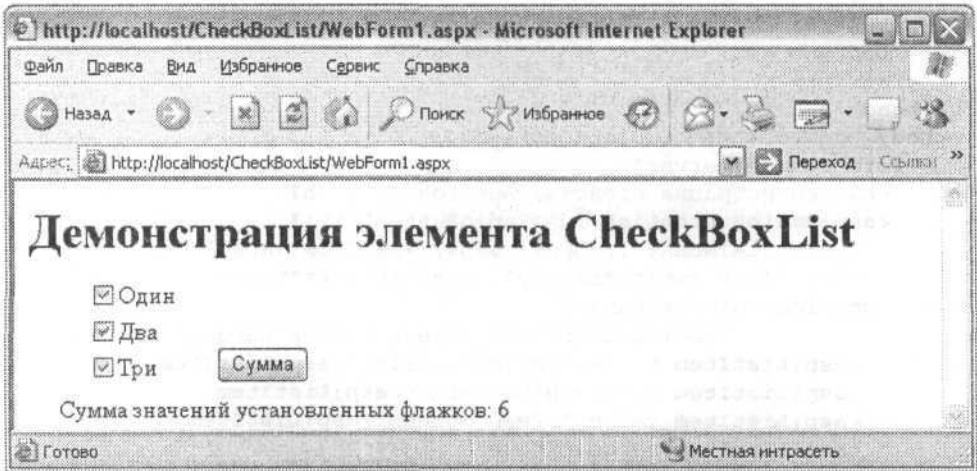 http://localhost/CheckBoxList/WebForm1.aspx - Microsoft Internet Explorer
Файл Правка Вид Избранное Сервис Справка
Назад Поиск Избранное
Адрес: http://localhost/CheckBoxList/WebForm1.aspx Переход Ссылки »
Демонстрация элемента CheckBoxList
Один
Два
Три Сумма
Сумма значений установленных флажков: 6
Готово Местная интрасеть